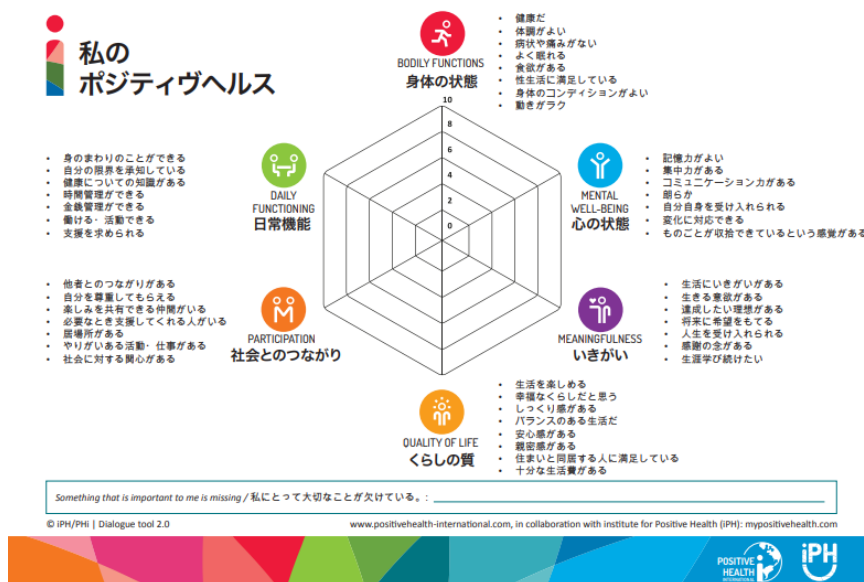 私の
ポジティヴヘルス
BODILY FUNCTIONS
身体の状態
• 健康だ
• 体調がよい
• 病状や痛みがない
• よく眠れる
• 食欲がある
• 性生活に満足している
• 身体のコンディションがよい
• 動きがラク
10
8
6
4
2
0
MENTAL
WELL-BEING
心の状態
• 記憶力がよい
• 集中力がある
• コミュニケーション力がある
• 朗らか
• 自分自身を受け入れられる
• 変化に対応できる
• ものごとが収拾できているという感覚がある
MEANINGFULNESS
いきがい
• 生活にいきがいがある
• 生きる意欲がある
• 達成したい理想がある
• 将来に希望をもてる
• 人生を受け入れられる
• 感謝の念がある
• 生涯学び続けたい
QUALITY OF LIFE
くらしの質
• 生活を楽しめる
• 幸福なくらしだと思う
• しっくり感がある
• バランスのある生活だ
• 安心感がある
• 親密感がある
• 住まいと同居する人に満足している
• 十分な生活費がある
PARTICIPATION
社会とのつながり
• 他者とのつながりがある
• 自分を尊重してもらえる
• 楽しみを共有できる仲間がいる
• 必要なとき支援してくれる人がいる
• 居場所がある
• やりがいある活動・仕事がある
• 社会に対する関心がある
DAILY
FUNCTIONING
日常機能
• 身のまわりのことができる
• 自分の限界を承知している
• 健康についての知識がある
• 時間管理ができる
• 金銭管理ができる
• 働ける・活動できる
• 支援を求められる
Something that is important to me is missing / 私にとって大切なことが欠けている。:
© iPH/PHi | Dialogue tool 2.0
www.positivehealth-international.com, in collaboration with institute for Positive Health (iPH): mypositivehealth.com
POSITIVE
HEALTH
INTERNATIONAL
iPH